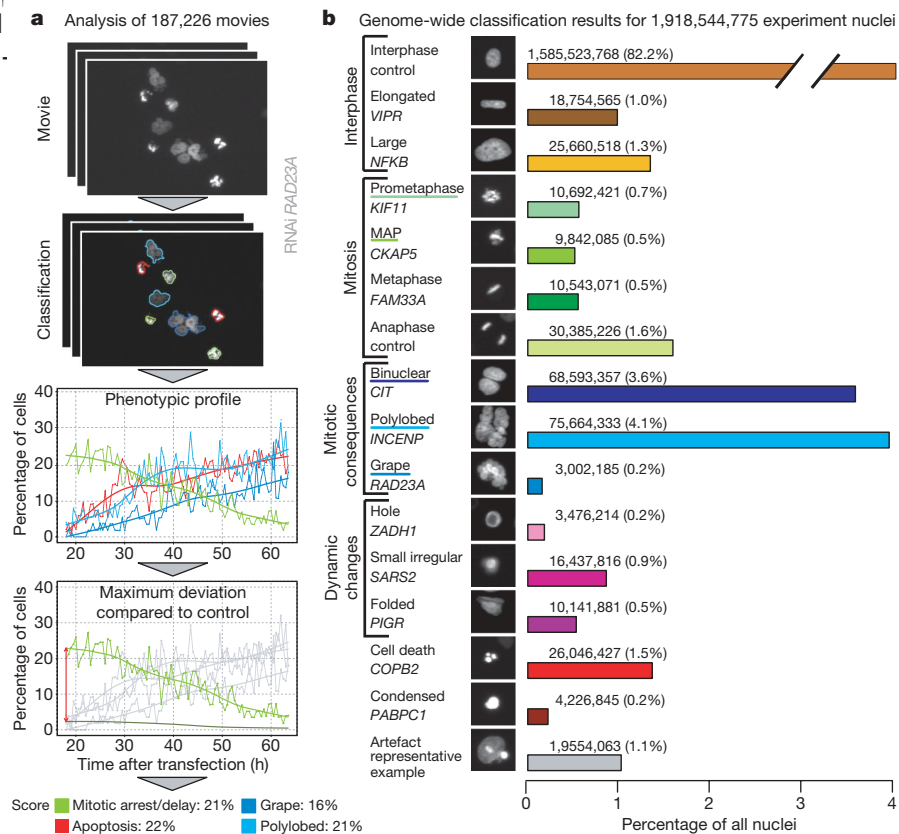 a Analysis of 187,226 movies
Movie
RNAi RAD23A
Classification
Phenotypic profile
Percentage of cells
40
30
20
10
0
20 30 40 50 60
Maximum deviation
compared to control
Percentage of cells
40
30
20
10
0
20 30 40 50 60
Time after transfection (h)
Score Mitotic arrest/delay: 21% Grape: 16%
Apoptosis: 22% Polylobed: 21%
b Genome-wide classification results for 1,918,544,775 experiment nuclei
Interphase
Interphase
control
1,585,523,768 (82.2%)
Elongated
VIPR
18,754,565 (1.0%)
Large
NFKB
25,660,518 (1.3%)
Mitosis
Prometaphase
KIF11
10,692,421 (0.7%)
MAP
CKAP5
9,842,085 (0.5%)
Metaphase
FAM33A
10,543,071 (0.5%)
Anaphase
control
30,385,226 (1.6%)
Mitotic
consequences
Binuclear
CIT
68,593,357 (3.6%)
Polylobed
INCENP
75,664,333 (4.1%)
Grape
RAD23A
3,002,185 (0.2%)
Dynamic
changes
Hole
ZADH1
3,476,214 (0.2%)
Small irregular
SARS2
16,437,816 (0.9%)
Folded
PIGR
10,141,881 (0.5%)
Cell death
COPB2
26,046,427 (1.5%)
Condensed
PABPC1
4,226,845 (0.2%)
Artefact
representative
example
1,9554,063 (1.1%)
0 1 2 3 4
Percentage of all nuclei